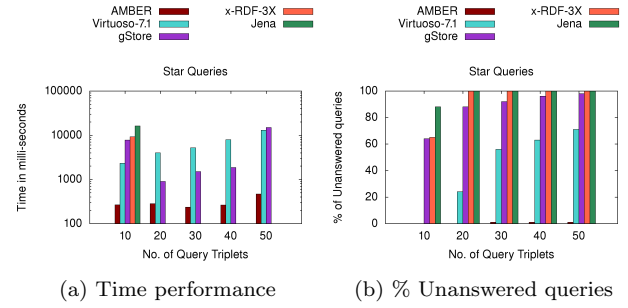 AMBER
Virtuoso-7.1
gStore
x-RDF-3X
Jena
Star Queries
Time in milli-seconds
100000
10000
1000
100
10 20 30 40 50
No. of Query Triplets
(a) Time performance
AMBER
Virtuoso-7.1
gStore
x-RDF-3X
Jena
Star Queries
% of Unanswered queries
100
80
60
40
20
0
10 20 30 40 50
No. of Query Triplets
(b) % Unanswered queries